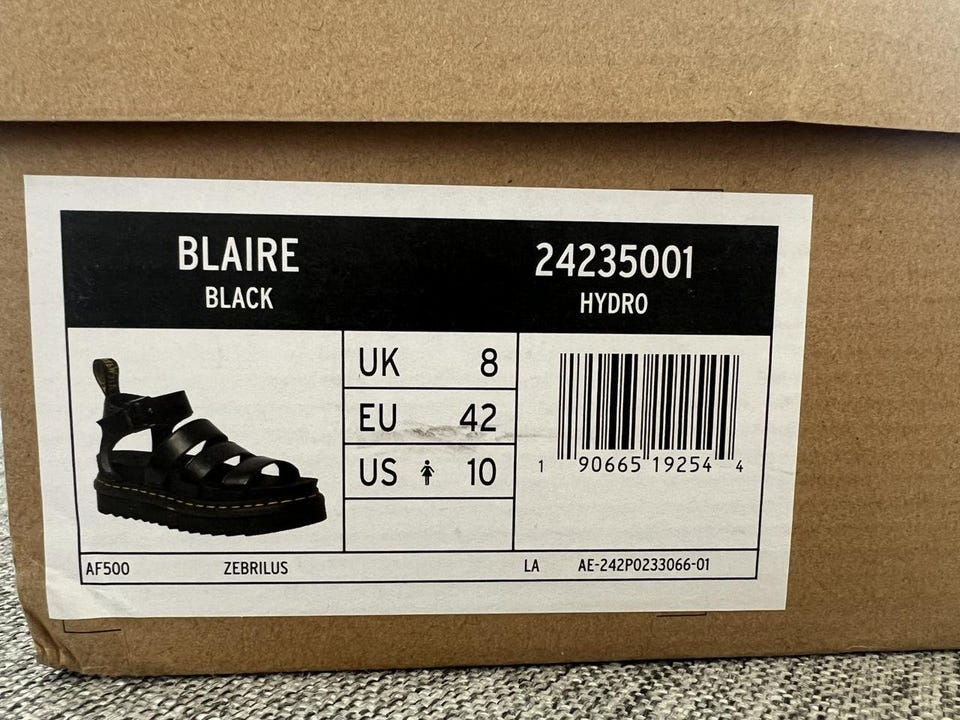 BLAIRE
BLACK
24235001
HYDRO
UK 8
EU 42
US 10
1 90665 19254 4
AF500 ZEBRILUS LA AE-242P0233066-01